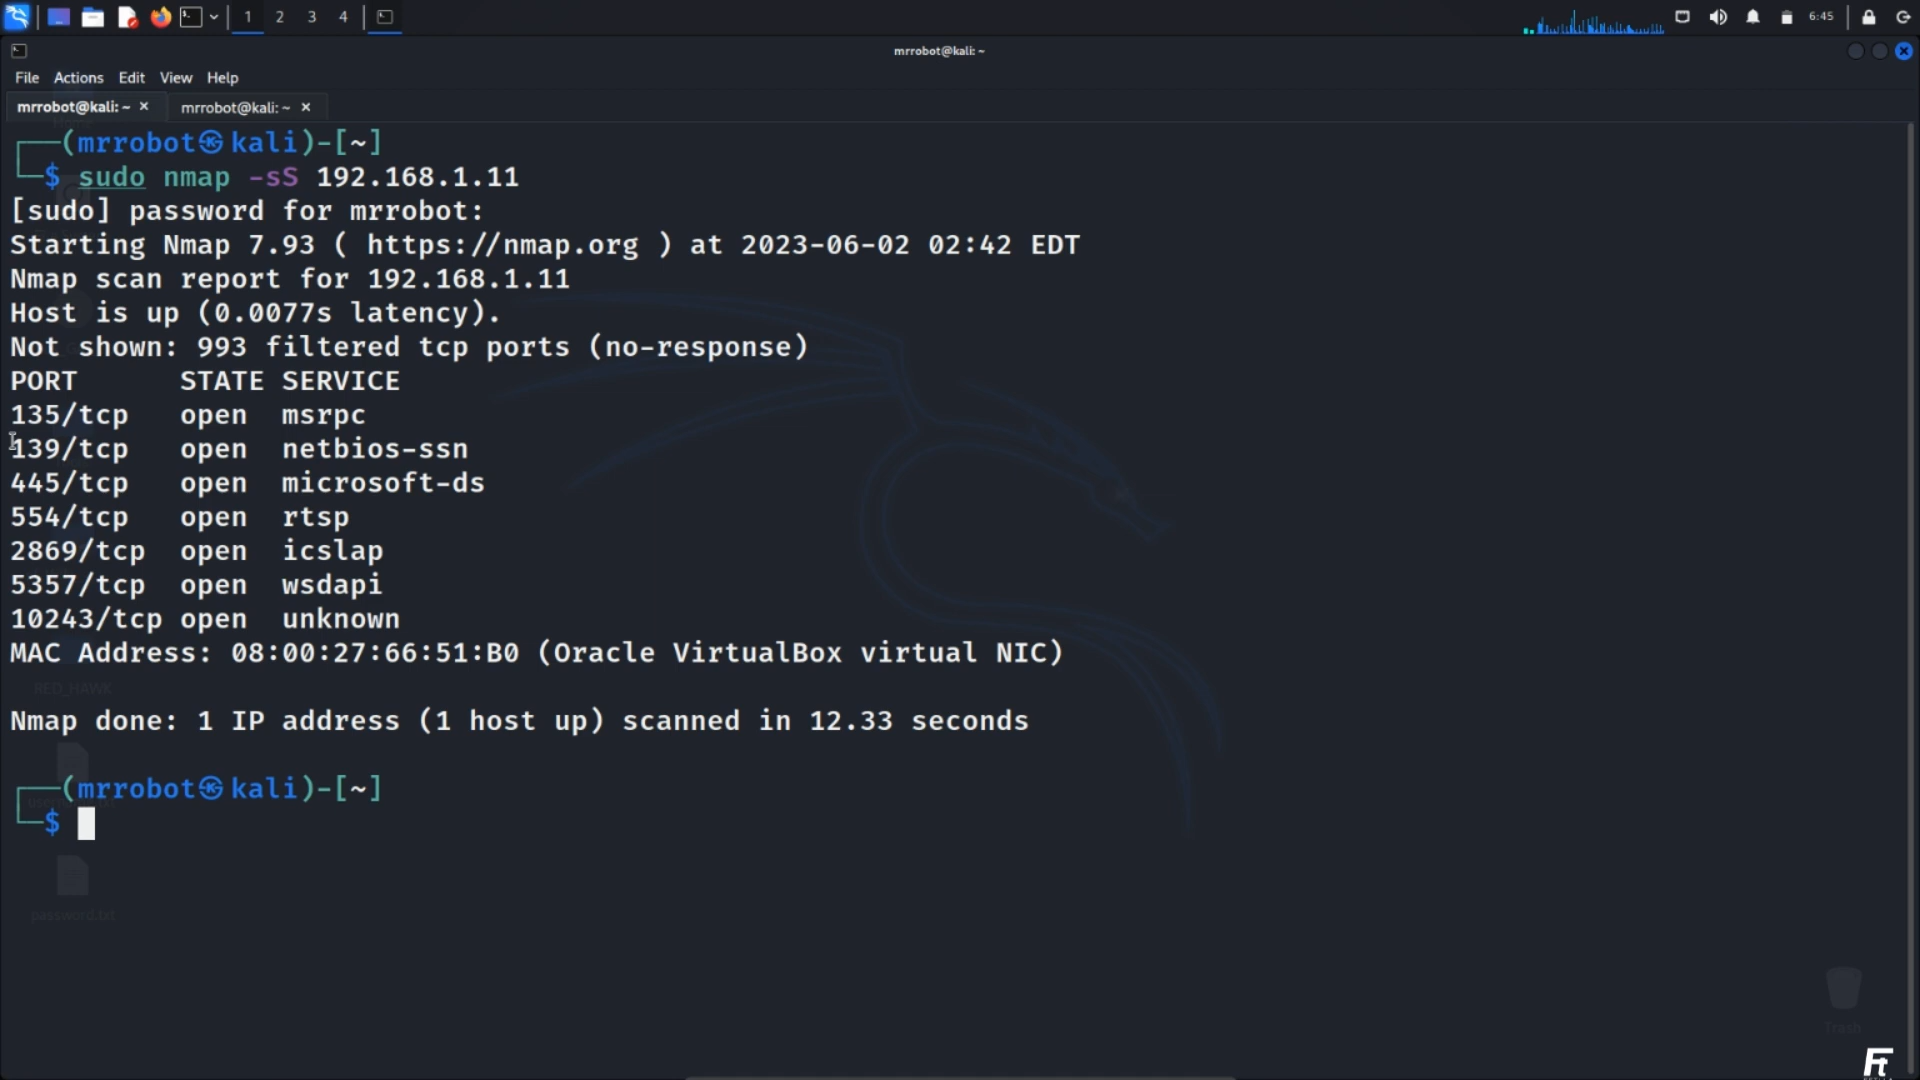 1 2 3 4 6:45
mrrobot@kali: ~
File Actions Edit View Help
mrrobot@kali: ~ × mrrobot@kali: ~ ×
┌──(mrrobot㉿kali)-[~]
└─$ sudo nmap -sS 192.168.1.11
[sudo] password for mrrobot:
Starting Nmap 7.93 ( https://nmap.org ) at 2023-06-02 02:42 EDT
Nmap scan report for 192.168.1.11
Host is up (0.0077s latency).
Not shown: 993 filtered tcp ports (no-response)
PORT STATE SERVICE
135/tcp open msrpc
139/tcp open netbios-ssn
445/tcp open microsoft-ds
554/tcp open rtsp
2869/tcp open icslap
5357/tcp open wsdapi
10243/tcp open unknown
MAC Address: 08:00:27:66:51:B0 (Oracle VirtualBox virtual NIC)
RED_HAWK
Nmap done: 1 IP address (1 host up) scanned in 12.33 seconds
┌──(mrrobot㉿kali)-[~]
└─$
password.txt
Trash